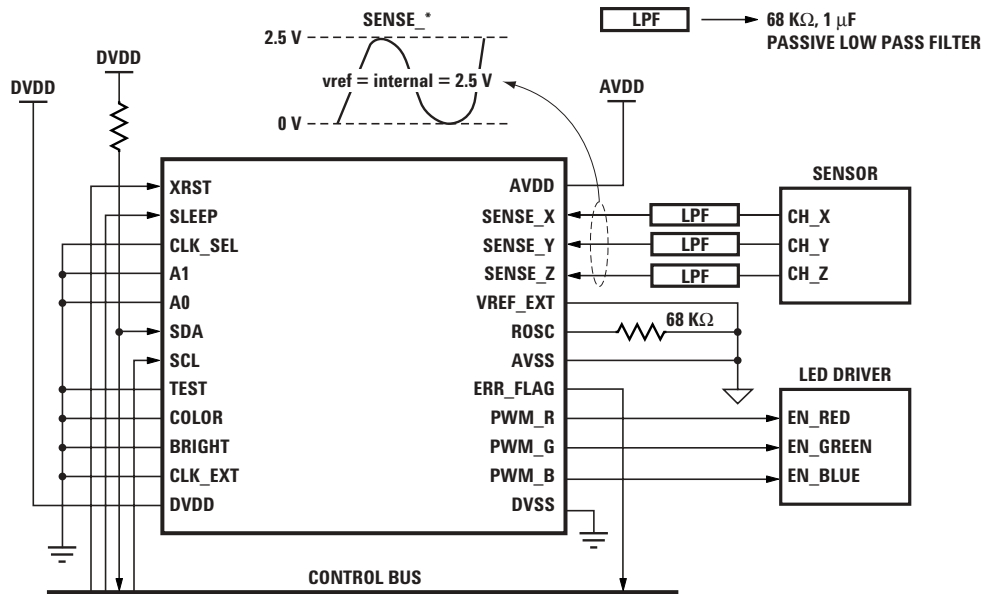 SENSE_*
2.5 V
vref = internal = 2.5 V
0 V
LPF
68 KΩ, 1 μF
PASSIVE LOW PASS FILTER
DVDD
DVDD
AVDD
XRST
SLEEP
CLK_SEL
A1
A0
SDA
SCL
TEST
COLOR
BRIGHT
CLK_EXT
DVDD
AVDD
SENSE_X
SENSE_Y
SENSE_Z
VREF_EXT
ROSC
AVSS
ERR_FLAG
PWM_R
PWM_G
PWM_B
DVSS
LPF
LPF
LPF
68 KΩ
SENSOR
CH_X
CH_Y
CH_Z
LED DRIVER
EN_RED
EN_GREEN
EN_BLUE
CONTROL BUS